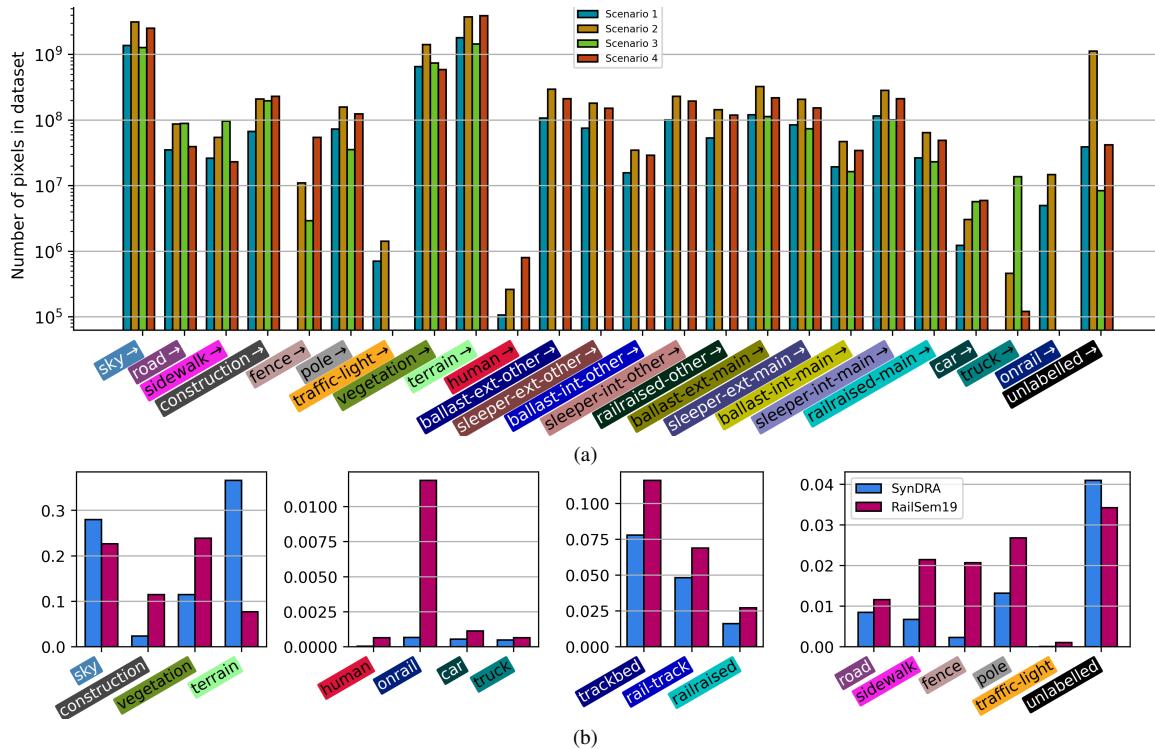 Number of pixels in dataset
10⁹
10⁸
10⁷
10⁶
10⁵
Scenario 1
Scenario 2
Scenario 3
Scenario 4
sky →
road →
sidewalk →
construction →
fence →
pole →
traffic-light →
vegetation →
terrain →
human →
ballast-ext-other →
sleeper-ext-other →
ballast-int-other →
sleeper-int-other →
railraised-other →
ballast-ext-main →
sleeper-ext-main →
ballast-int-main →
sleeper-int-main →
railraised-main →
car →
truck →
onrail →
unlabelled →
(a)
0.3
0.2
0.1
0.0
sky
construction
vegetation
terrain
0.0100
0.0075
0.0050
0.0025
0.0000
human
onrail
car
truck
0.100
0.075
0.050
0.025
0.000
trackbed
rail-track
railraised
0.04
0.03
0.02
0.01
0.00
SynDRA
RailSem19
road
sidewalk
fence
pole
traffic-light
unlabelled
(b)